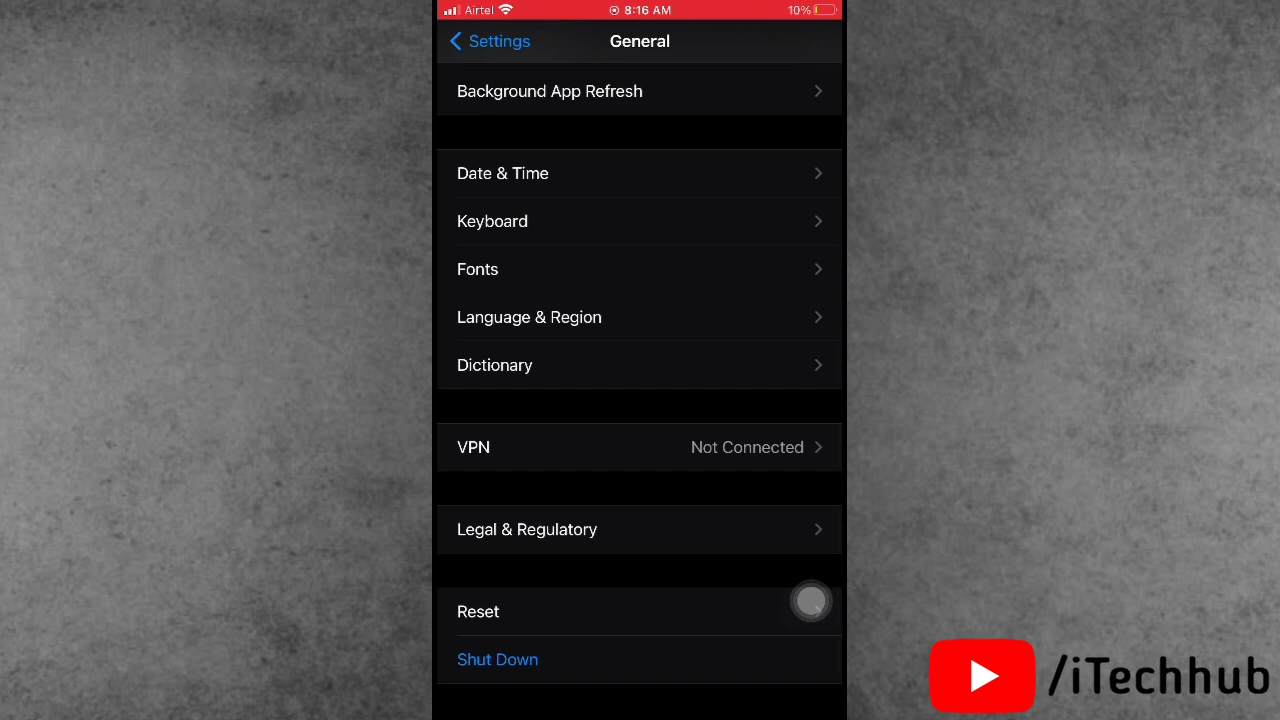 Airtel 8:16 AM 10%
Settings General
Background App Refresh
Date & Time
Keyboard
Fonts
Language & Region
Dictionary
VPN Not Connected
Legal & Regulatory
Reset
Shut Down
/iTechhub